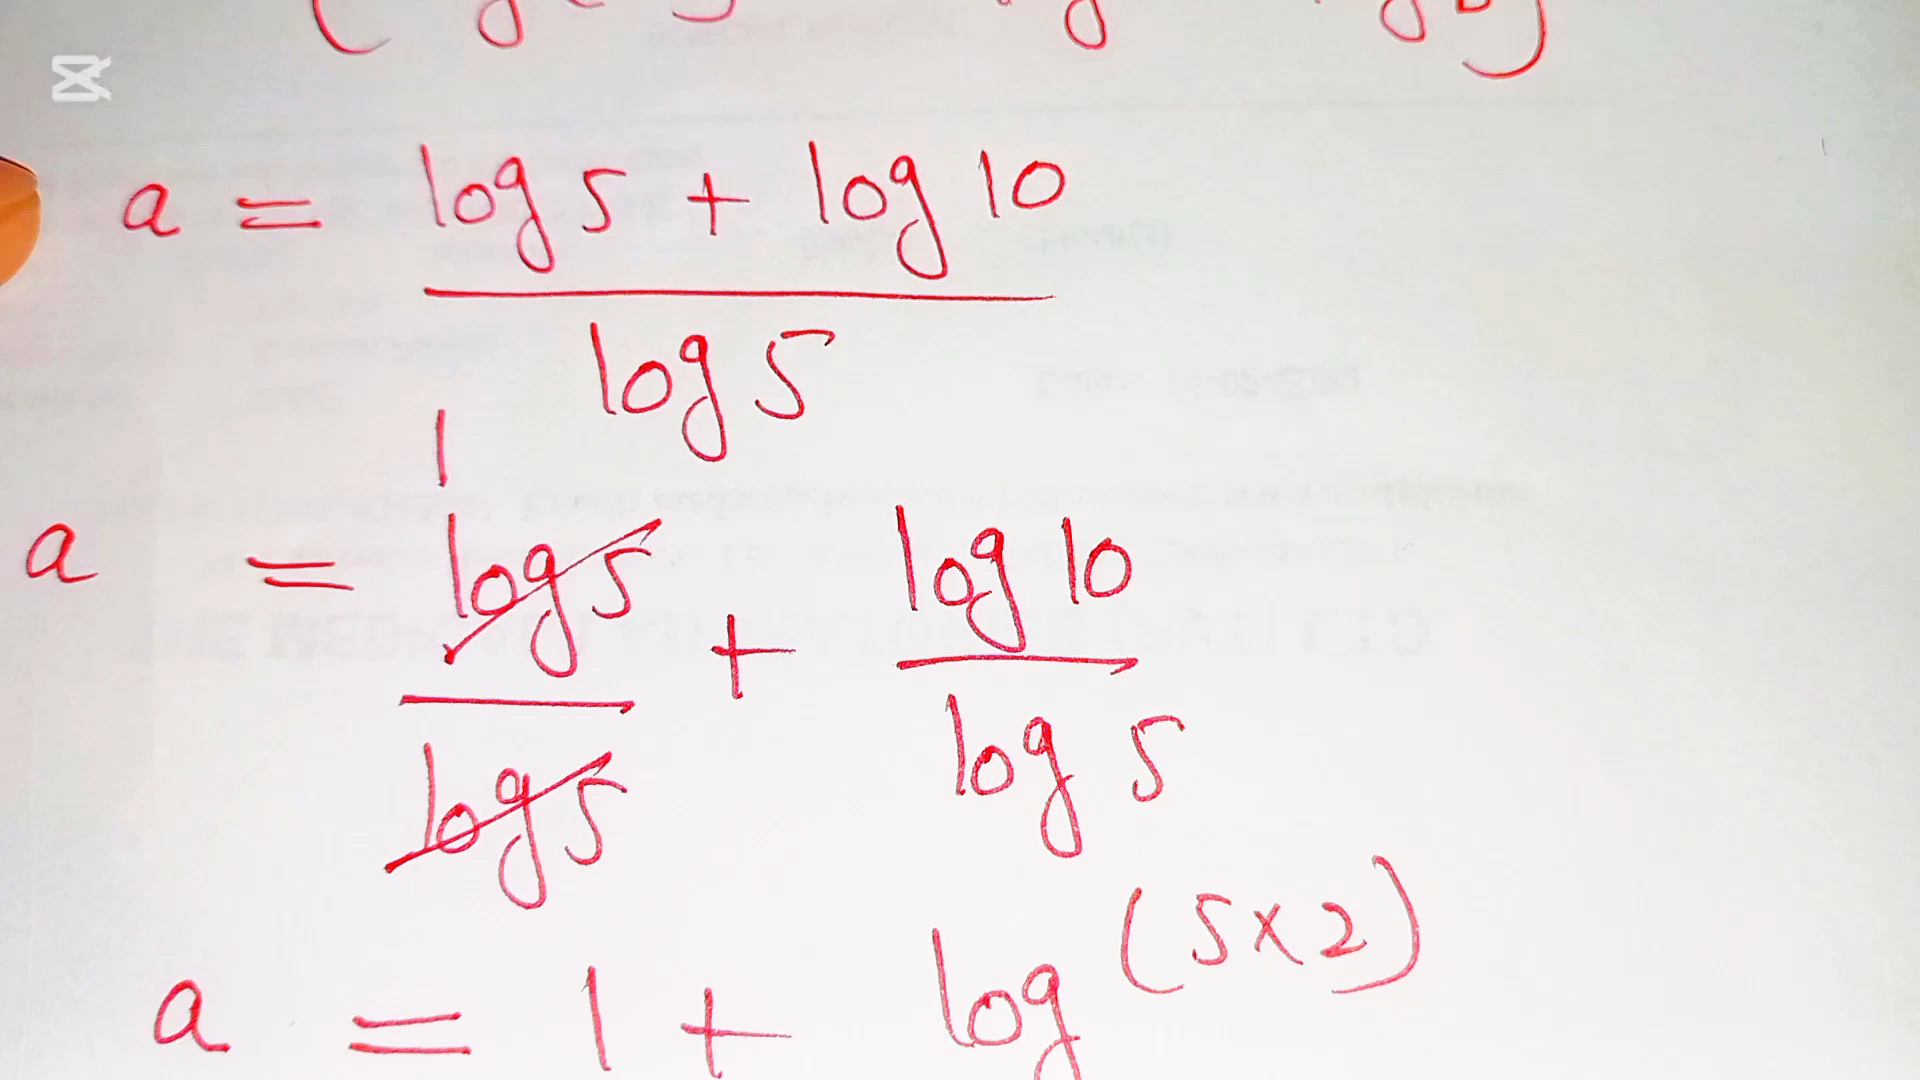 a = log 5 + log 10
log 5
1
a = log 5 + log 10
log 5 log 5
a = 1 + log (5 x 2)